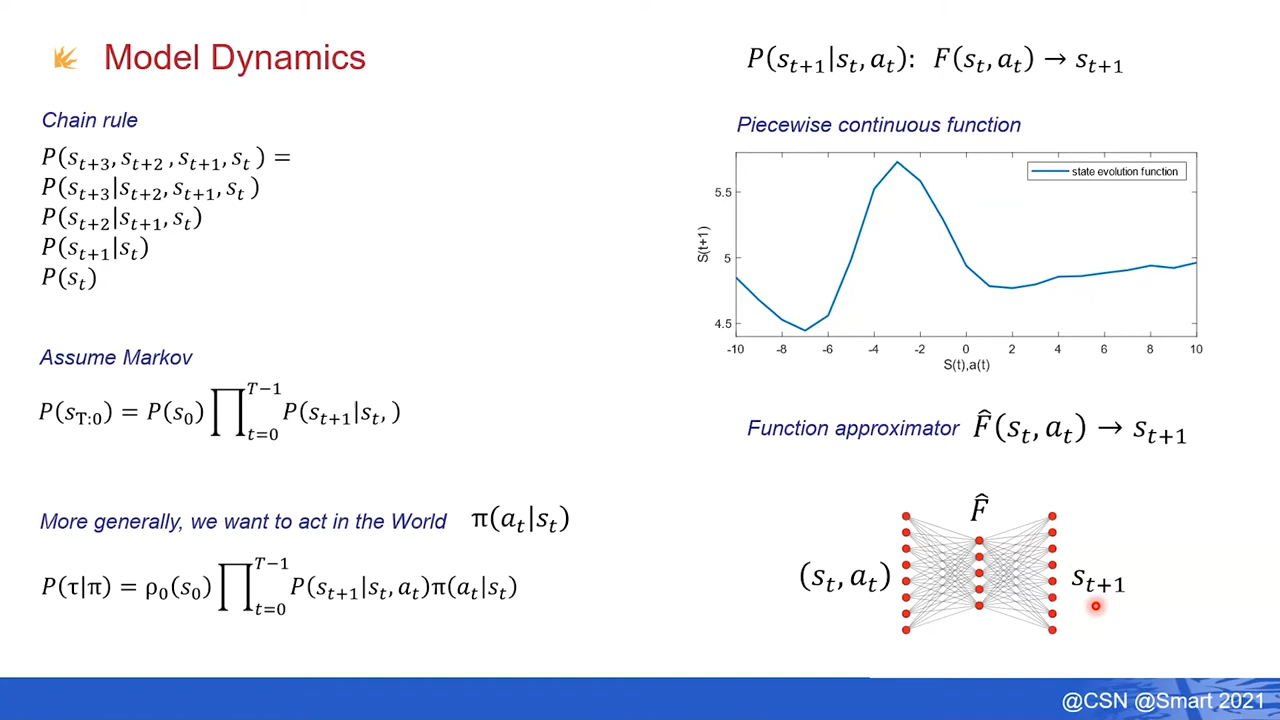 Model Dynamics
Chain rule
P(s_{t+3}, s_{t+2} , s_{t+1}, s_t ) =
P(s_{t+3}|s_{t+2}, s_{t+1}, s_t )
P(s_{t+2}|s_{t+1}, s_t)
P(s_{t+1}|s_t)
P(s_t)
Assume Markov
P(s_{T:0}) = P(s_0) ∏_{t=0}^{T−1} P(s_{t+1}|s_t, )
More generally, we want to act in the World π(a_t|s_t)
P(τ|π) = ρ_0(s_0) ∏_{t=0}^{T−1} P(s_{t+1}|s_t, a_t)π(a_t|s_t)
P(s_{t+1}|s_t, a_t): F(s_t, a_t) → s_{t+1}
Piecewise continuous function
state evolution function
5.5
5
4.5
S(t+1)
-10 -8 -6 -4 -2 0 2 4 6 8 10
S(t),a(t)
Function approximator F̂(s_t, a_t) → s_{t+1}
F̂
(s_t, a_t) s_{t+1}
@CSN @Smart 2021